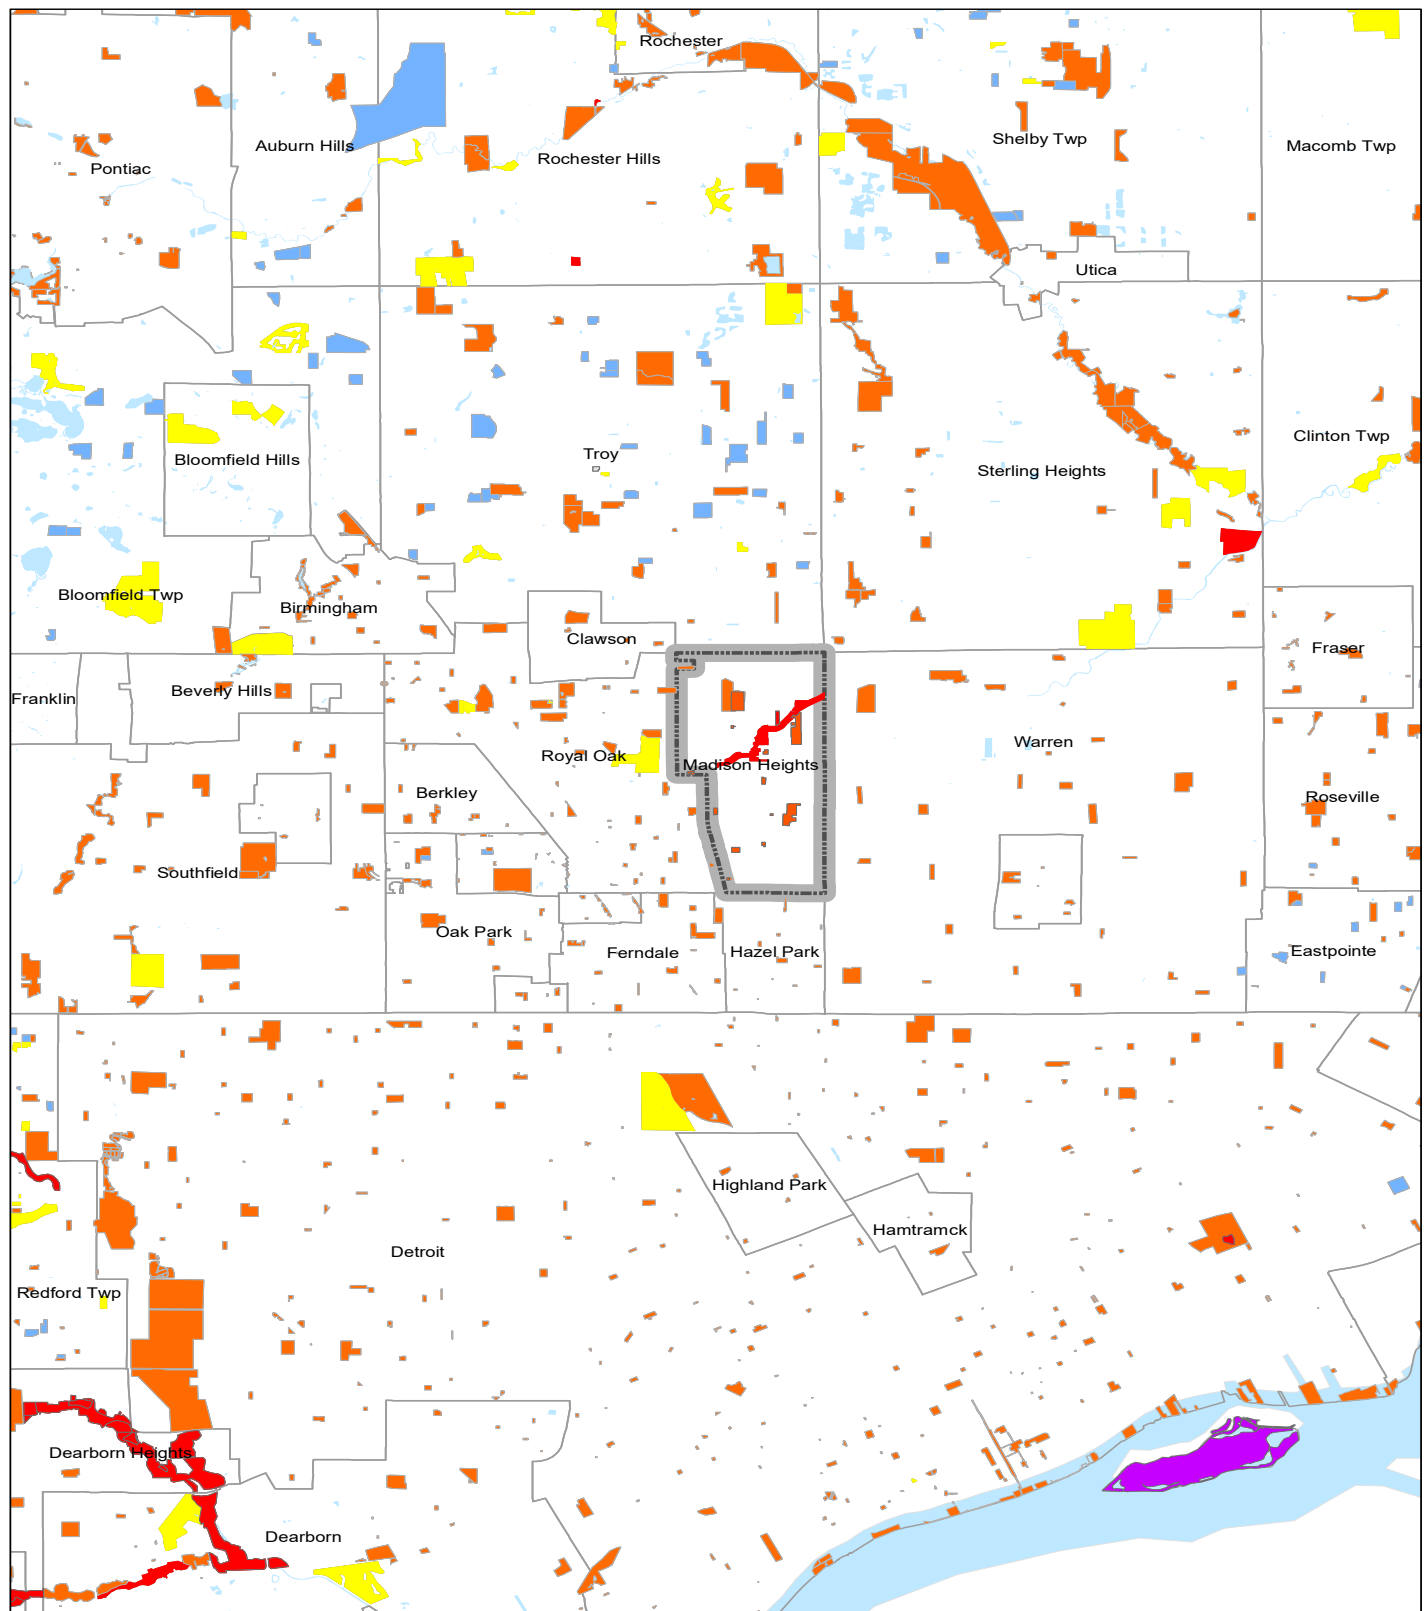 Rochester
Shelby Twp
Auburn Hills
Macomb Twp
Rochester Hills
Pontiac
Utica
Clinton Twp
Troy
Bloomfield Hills
Sterling Heights
Bloomfield Twp
Birmingham
Clawson
Fraser
Franklin
Beverly Hills
Warren
Royal Oak
Madison Heights
Berkley
Roseville
Southfield
Oak Park
Ferndale
Hazel Park
Eastpointe
Highland Park
Hamtramck
Detroit
Redford Twp
Dearborn Heights
Dearborn